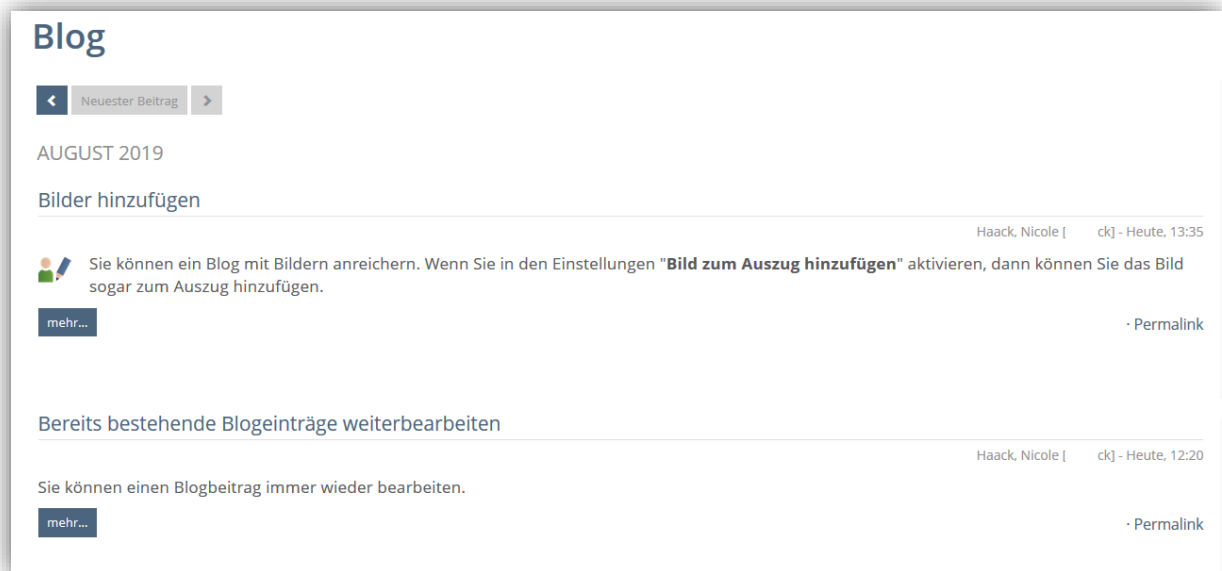 Blog
Neuester Beitrag
AUGUST 2019
Bilder hinzufügen
Haack, Nicole [ ck] - Heute, 13:35
Sie können ein Blog mit Bildern anreichern. Wenn Sie in den Einstellungen "Bild zum Auszug hinzufügen" aktivieren, dann können Sie das Bild
sogar zum Auszug hinzufügen.
mehr...
· Permalink
Bereits bestehende Blogeinträge weiterbearbeiten
Haack, Nicole [ ck] - Heute, 12:20
Sie können einen Blogbeitrag immer wieder bearbeiten.
mehr...
· Permalink